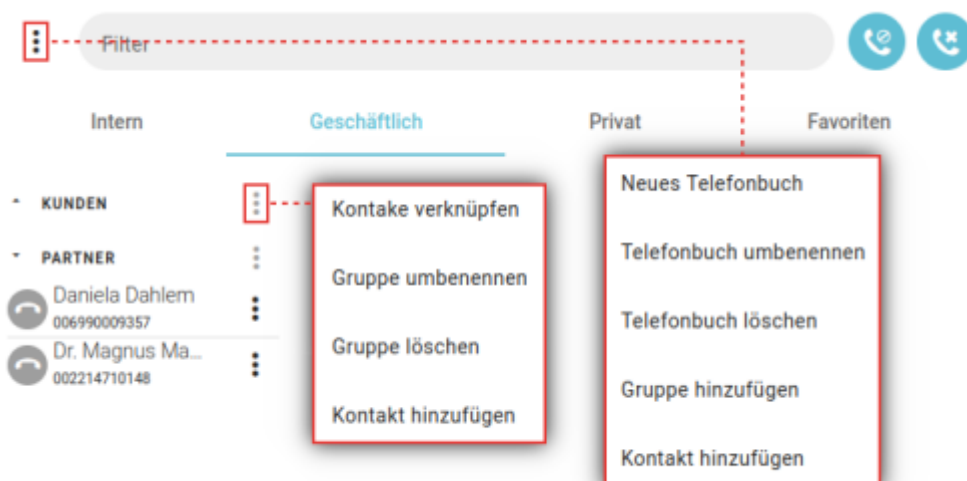 Filter
Intern
Geschäftlich
Privat
Favoriten
KUNDEN
PARTNER
Daniela Dahlem
006990009357
Dr. Magnus Ma...
002214710148
Kontake verknüpfen
Gruppe umbenennen
Gruppe löschen
Kontakt hinzufügen
Neues Telefonbuch
Telefonbuch umbenennen
Telefonbuch löschen
Gruppe hinzufügen
Kontakt hinzufügen